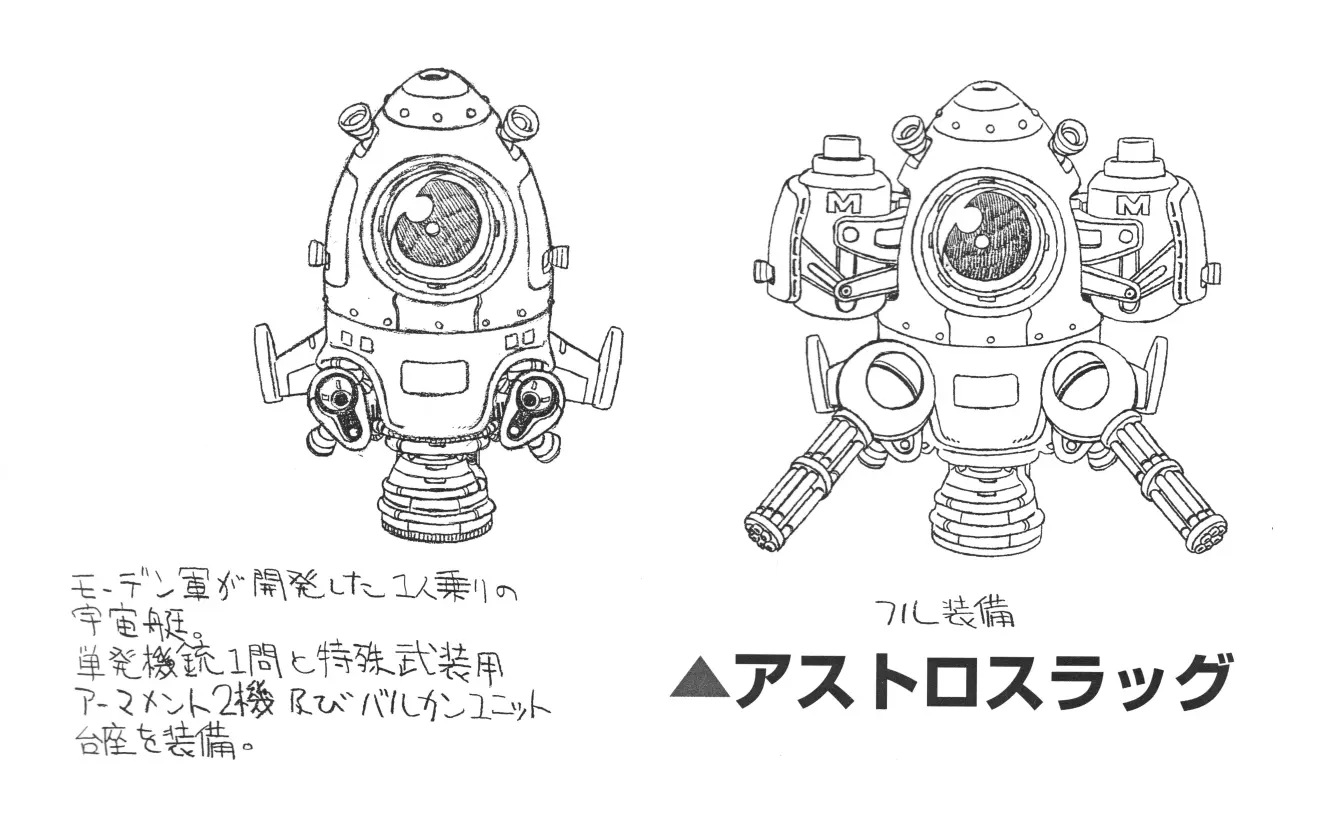 M
M
モーデン軍が開発した1人乗りの
宇宙艇。
単発機銃1問と特殊武装用
アーマメント2機及びバルカンユニット
台座を装備。
フル装備
▲アストロスラッグ